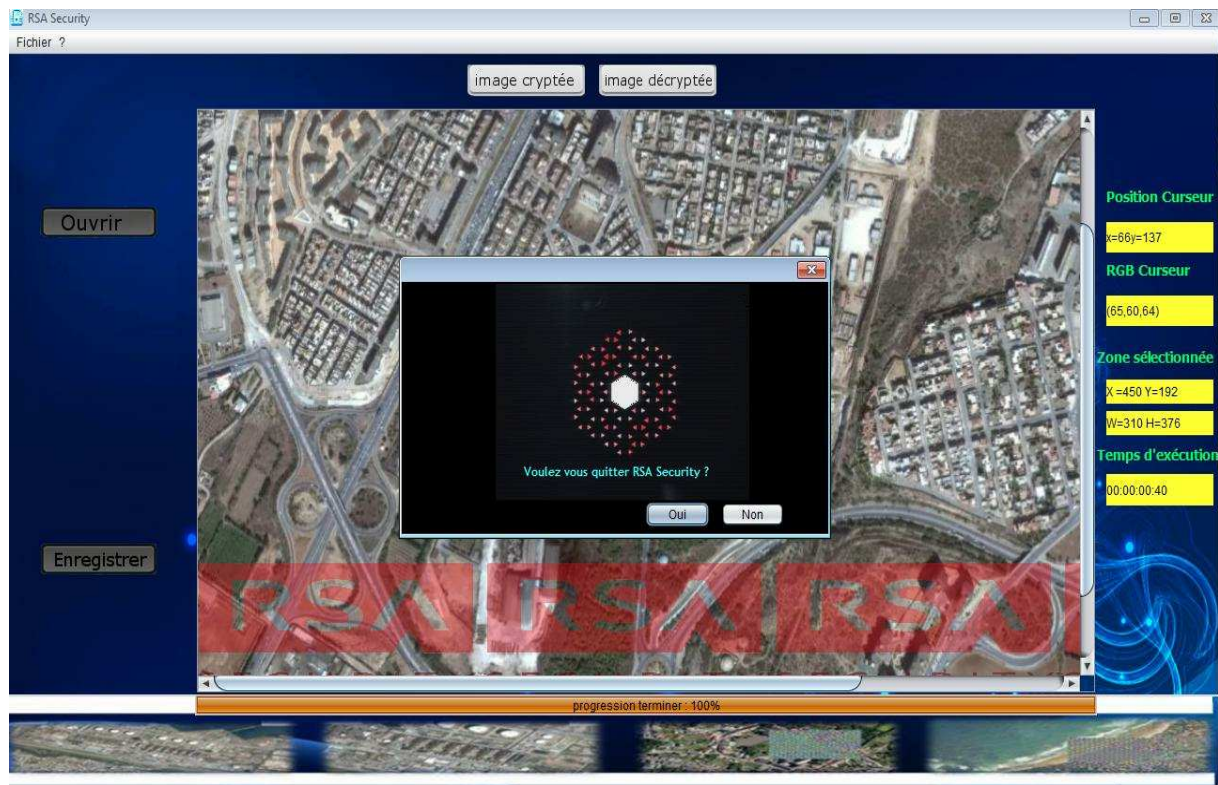 RSA Security
Fichier ?
image cryptée image décryptée
Ouvrir
Position Curseur
x=66y=137
RGB Curseur
(65,60,64)
Zone sélectionnée
X =450 Y=192
W=310 H=376
Temps d'exécution
00:00:00:40
Voulez vous quitter RSA Security ?
Oui Non
Enregistrer
RSA RSA RSA
progression terminer : 100%